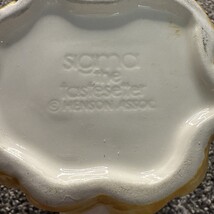 sigma
the
tastesetter
© HENSON ASSOC.